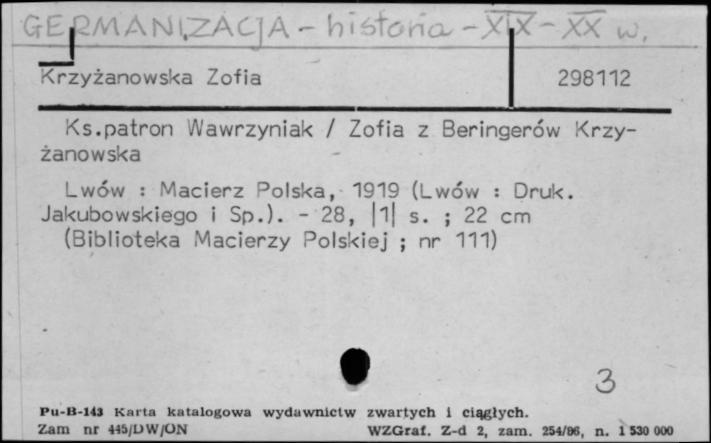 GERMANIZACJA - historia - XIX - XX w.
Krzyżanowska Zofia 298112
Ks.patron Wawrzyniak / Zofia z Beringerów Krzy-
żanowska
Lwów : Macierz Polska, 1919 (Lwów : Druk.
Jakubowskiego i Sp.). - 28, |1| s. ; 22 cm
(Biblioteka Macierzy Polskiej ; nr 111)
3
Pu-B-143 Karta katalogowa wydawnictw zwartych i ciągłych.
Zam nr 445/DW/ON WZGraf. Z-d 2, zam. 254/86, n. 1 530 000